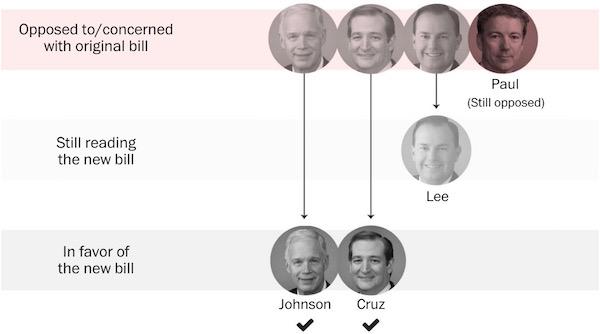 Opposed to/concerned
with original bill
Paul
(Still opposed)
Still reading
the new bill
Lee
In favor of
the new bill
Johnson
Cruz